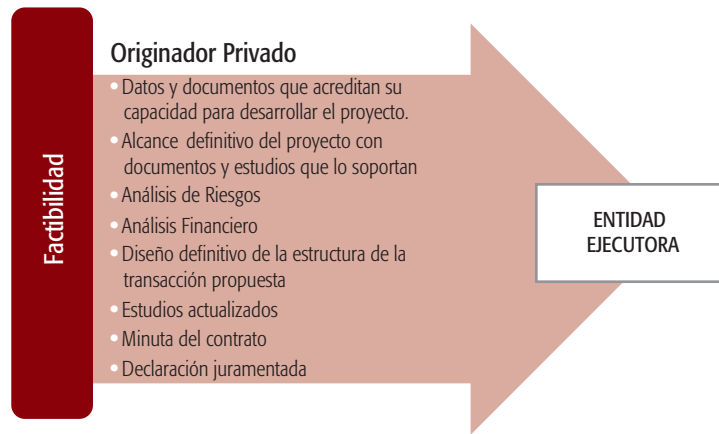 Factibilidad
Originador Privado
• Datos y documentos que acreditan su
capacidad para desarrollar el proyecto.
• Alcance definitivo del proyecto con
documentos y estudios que lo soportan
• Análisis de Riesgos
• Análisis Financiero
• Diseño definitivo de la estructura de la
transacción propuesta
• Estudios actualizados
• Minuta del contrato
• Declaración juramentada
ENTIDAD
EJECUTORA